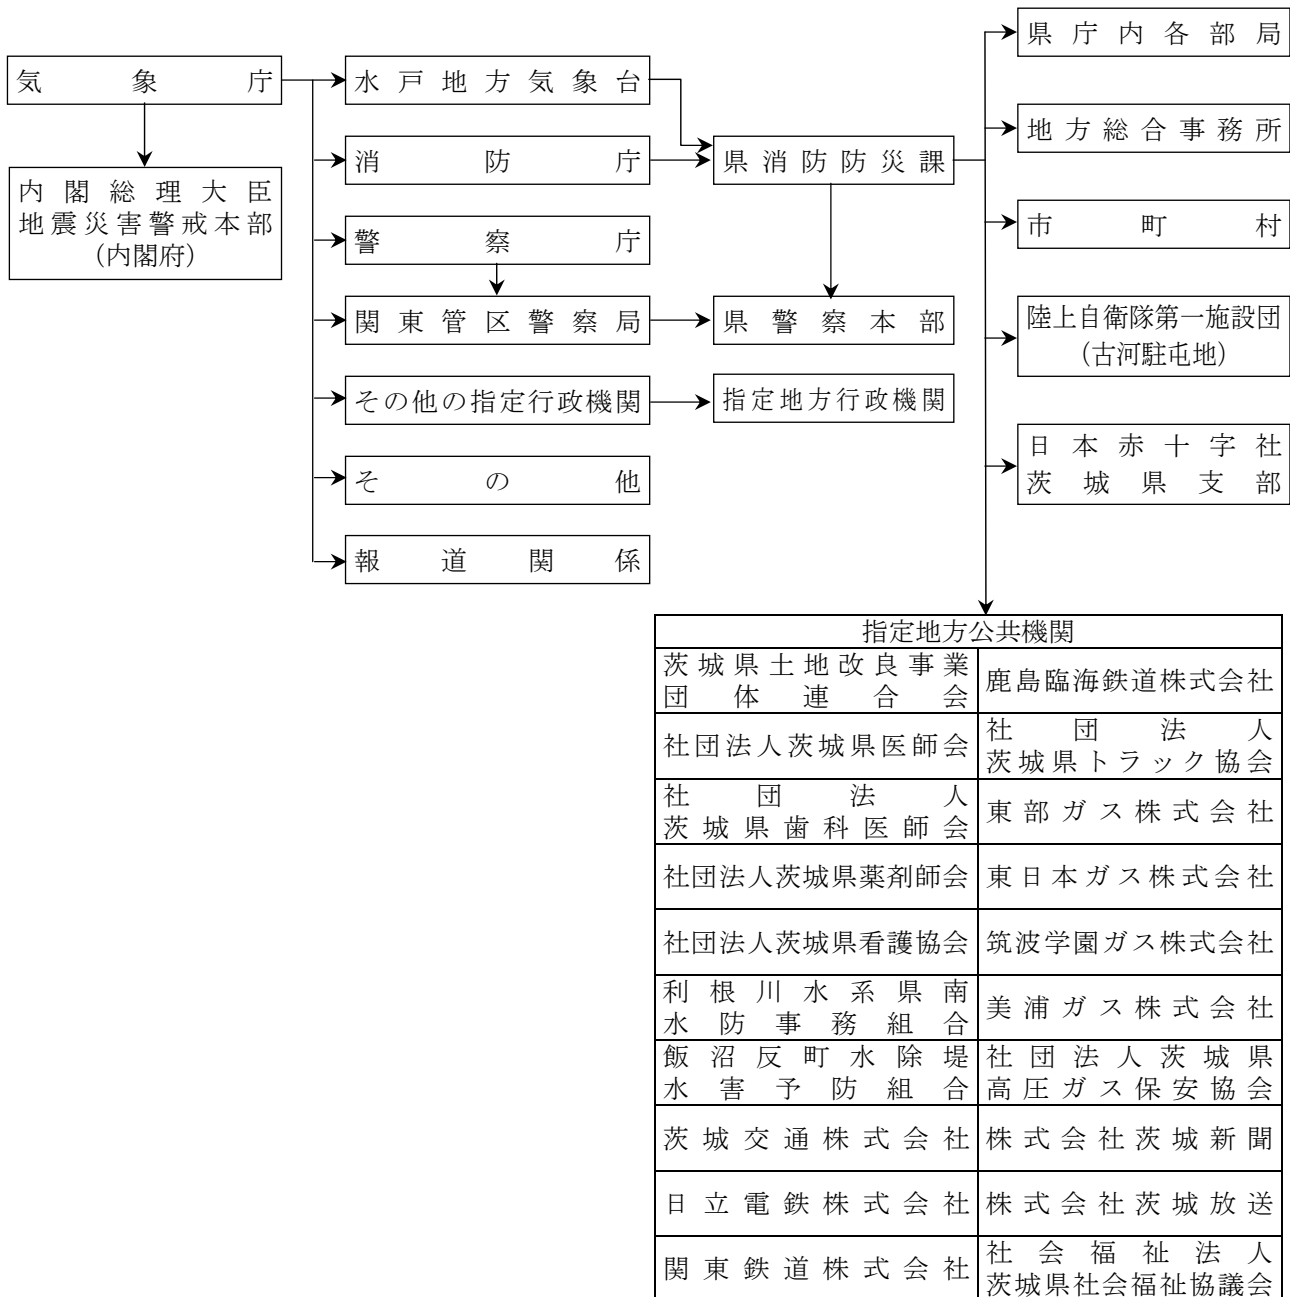 気象庁
内閣総理大臣
地震災害警戒本部
（内閣府）
水戸地方気象台
消防庁
警察庁
関東管区警察局
その他の指定行政機関
その他
報道関係
県消防防災課
県警察本部
指定地方行政機関
県庁内各部局
地方総合事務所
市町村
陸上自衛隊第一施設団
（古河駐屯地）
日本赤十字社
茨城県支部
指定地方公共機関
茨城県土地改良事業
団体連合会
鹿島臨海鉄道株式会社
社団法人茨城県医師会
社団法人
茨城県トラック協会
社団法人
茨城県歯科医師会
東部ガス株式会社
社団法人茨城県薬剤師会
東日本ガス株式会社
社団法人茨城県看護協会
筑波学園ガス株式会社
利根川水系県南
水防事務組合
美浦ガス株式会社
飯沼反町水除堤
水害予防組合
社団法人茨城県
高圧ガス保安協会
茨城交通株式会社
株式会社茨城新聞
日立電鉄株式会社
株式会社茨城放送
関東鉄道株式会社
社会福祉法人
茨城県社会福祉協議会